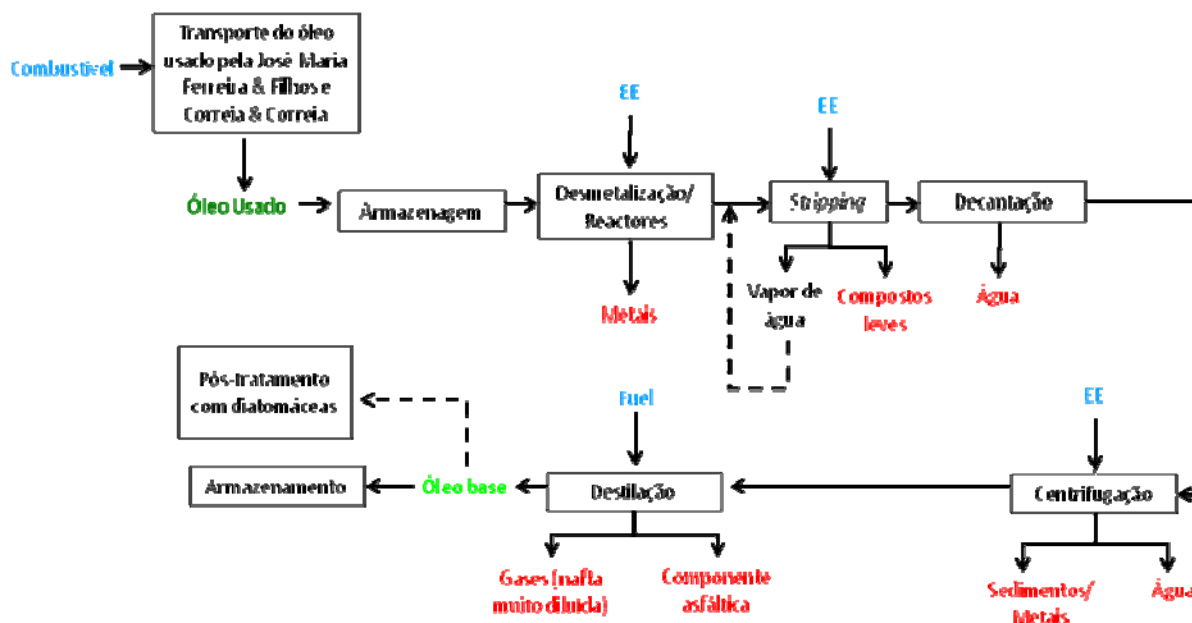 Transporte do óleo
usado pela José Maria
Ferreira & Filhos e
Correia & Correia
Combustível
EE
EE
Óleo Usado
Armazenagem
Desmetalização/
Reactores
Stripping
Decantação
Metais
Vapor de
água
Compostos
leves
Água
Pós-tratamento
com diatomáceas
Fuel
EE
Armazenamento
Óleo base
Destilação
Centrifugação
Gases (nafta
muito diluída)
Componente
asfáltica
Sedimentos/
Metais
Água